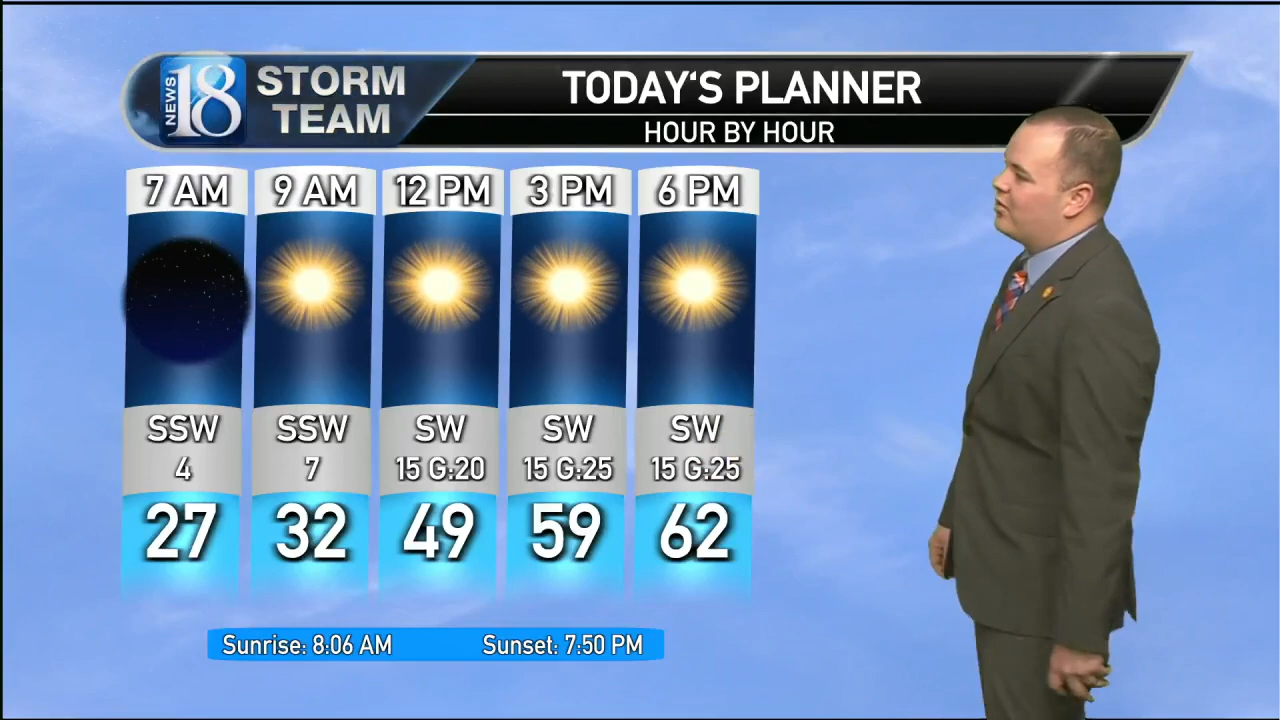 NEWS 18
STORM
TEAM
TODAY'S PLANNER
HOUR BY HOUR
7 AM 9 AM 12 PM 3 PM 6 PM
SSW SSW SW SW SW
4 7 15 G:20 15 G:25 15 G:25
27 32 49 59 62
Sunrise: 8:06 AM Sunset: 7:50 PM